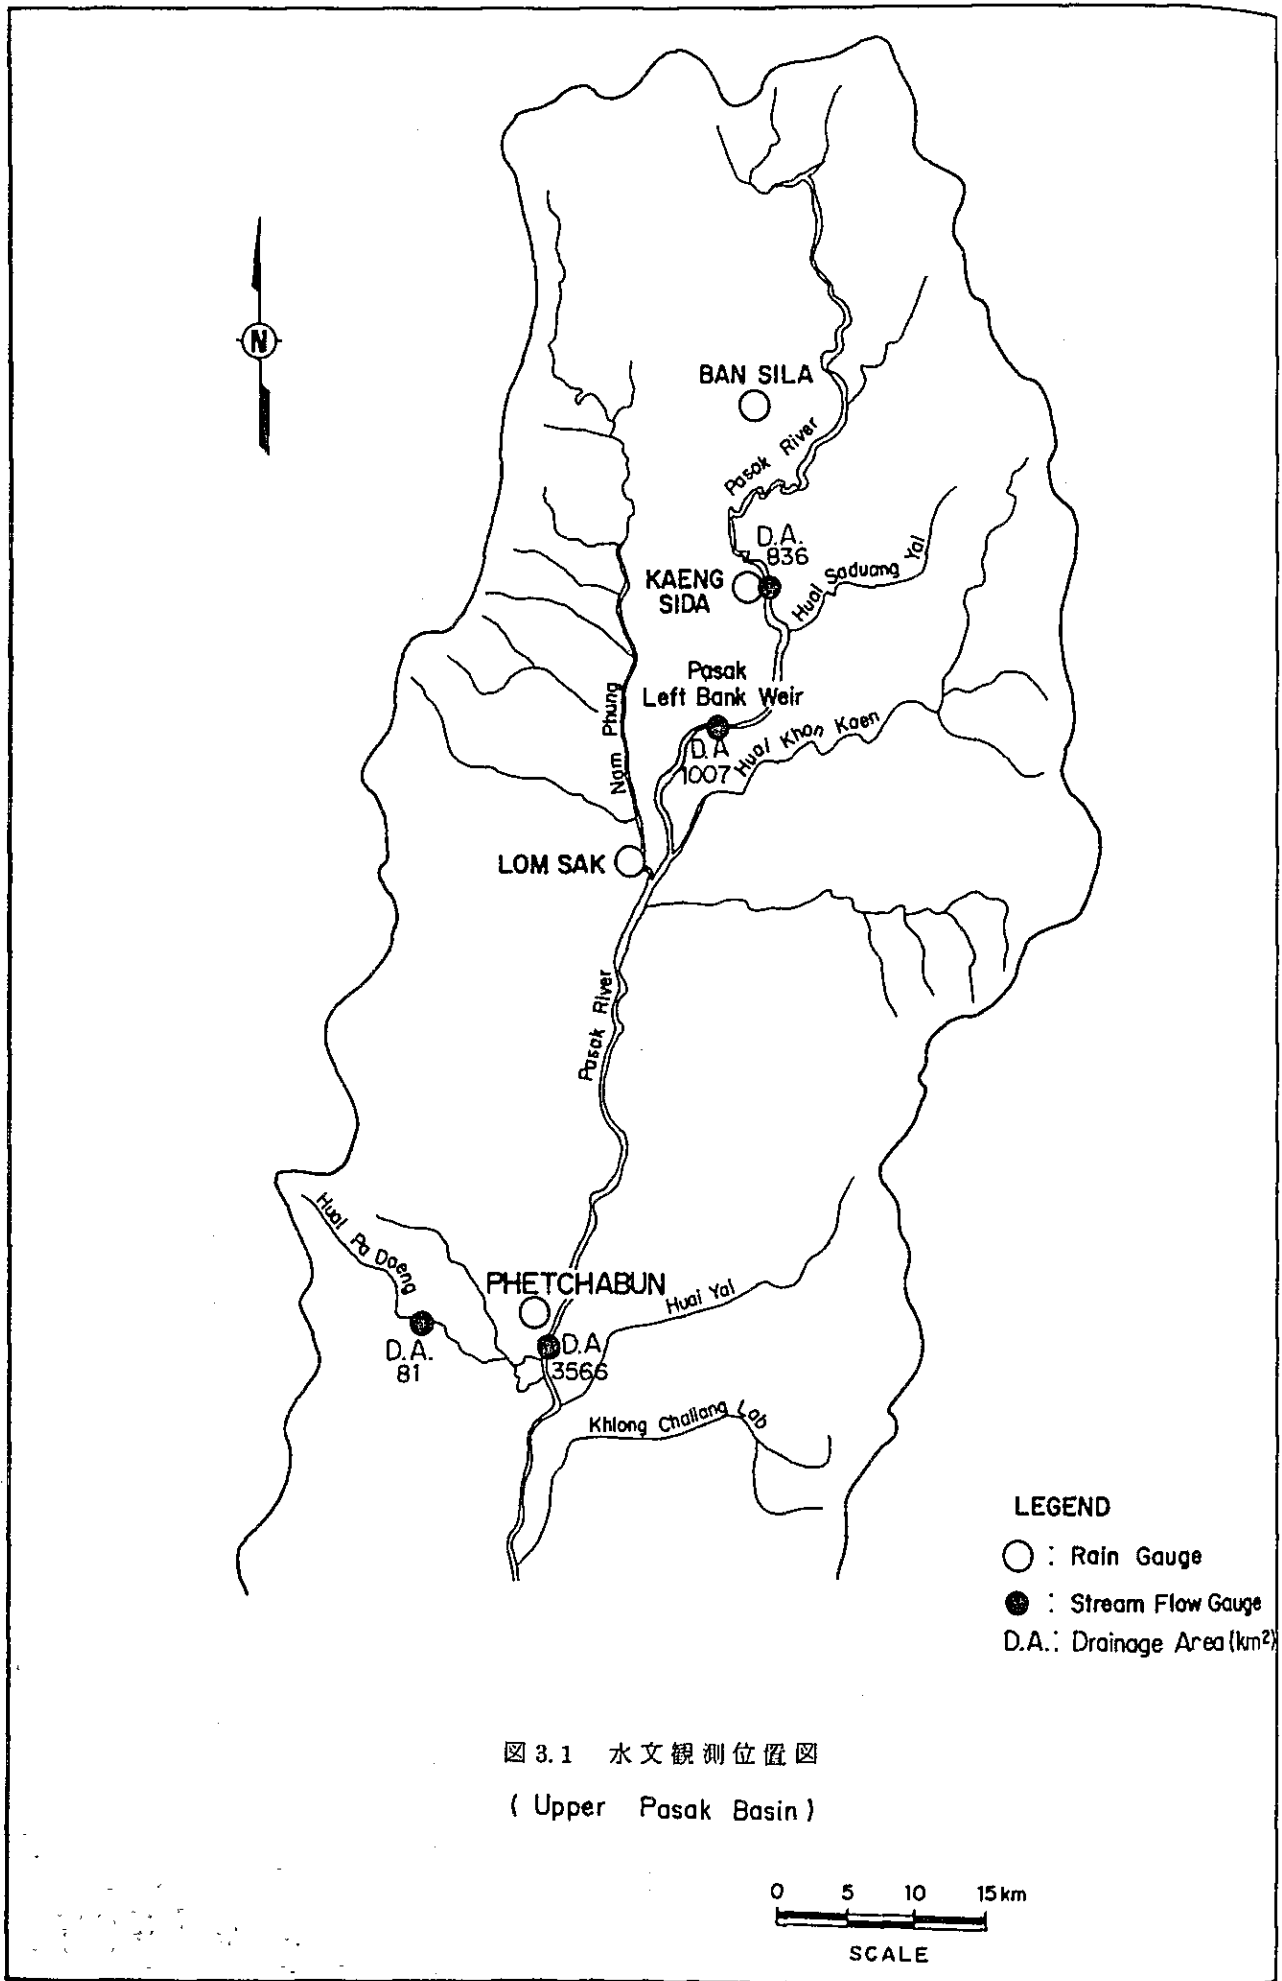 N
BAN SILA
Pasak River
D.A.
836
KAENG
SIDA
Huai Saduang Yai
Pasak
Left Bank Weir
Nam Phung
D.A
1007
Huai Khon Kaen
LOM SAK
Pasak River
Huai Pa Daeng
PHETCHABUN
Huai Yai
D.A.
81
D.A
3566
Khlong Chaliang Lab
LEGEND
: Rain Gauge
: Stream Flow Gauge
D.A.: Drainage Area (km²)
図 3.1 水文観測位置図
( Upper Pasak Basin )
0 5 10 15 km
SCALE